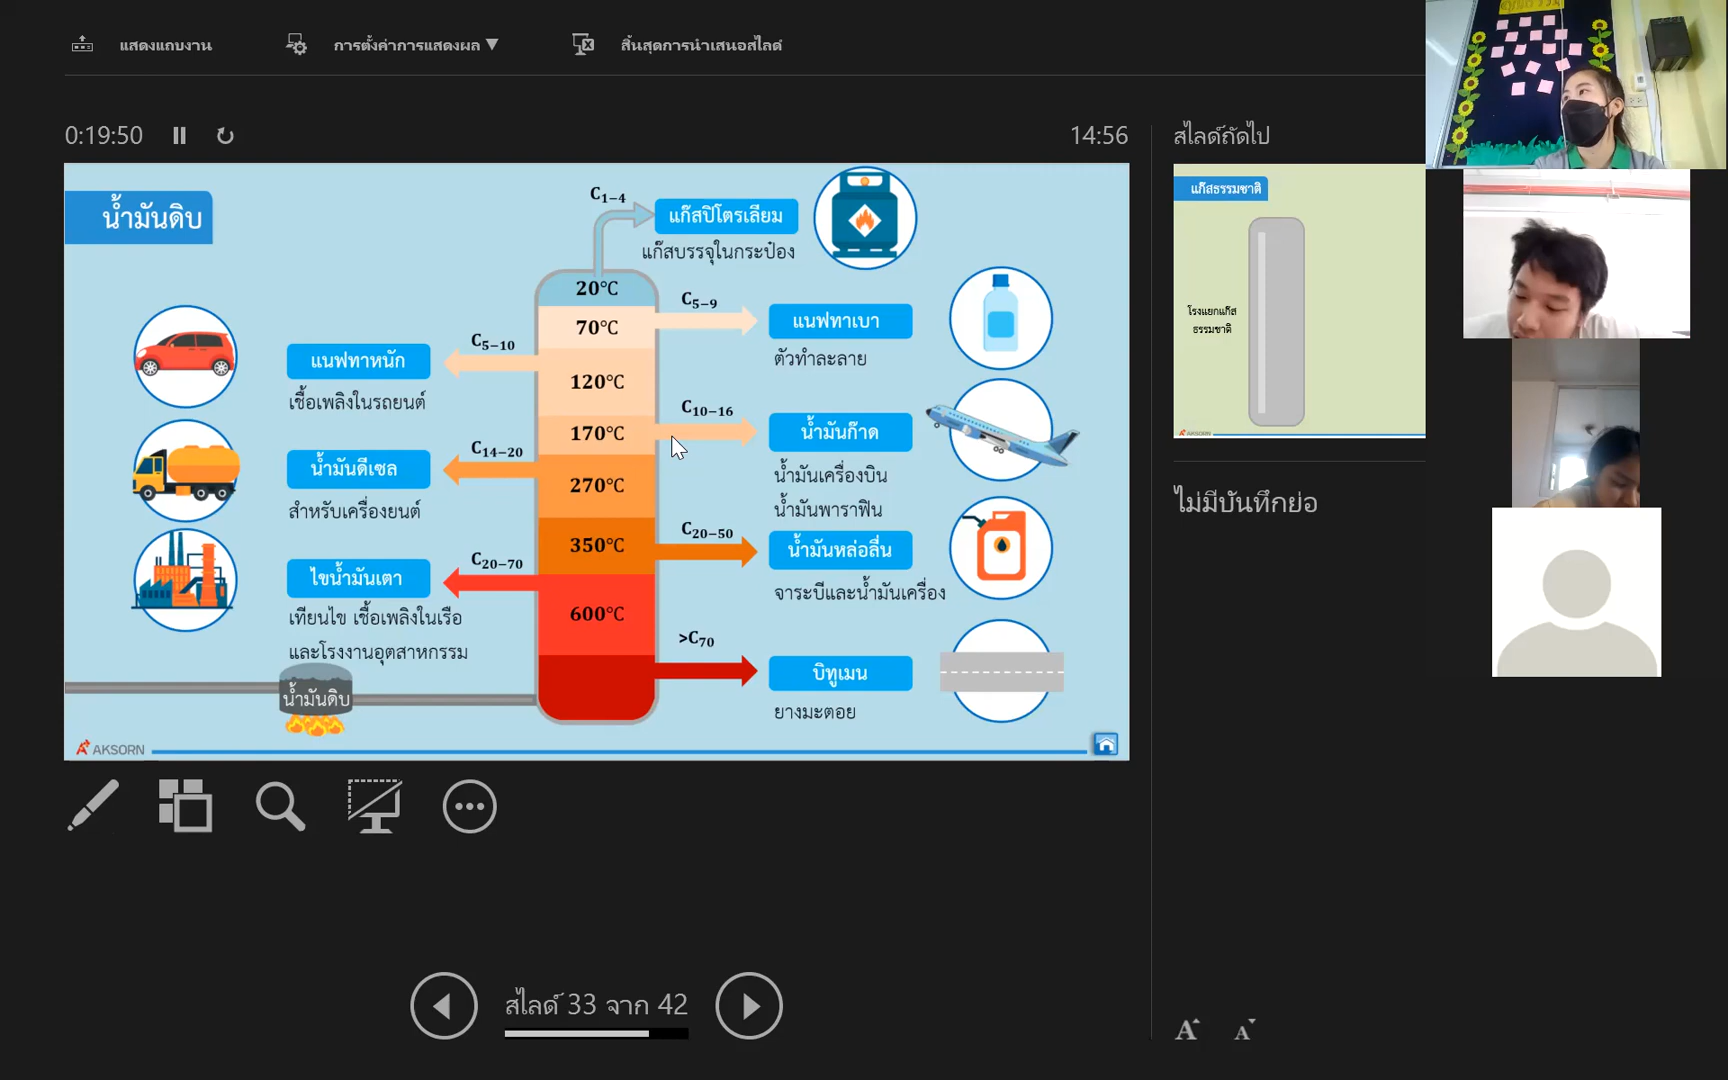 แสดงแถบงาน
การตั้งค่าการแสดงผล ▼
สิ้นสุดการนำเสนอสไลด์
0:19:50
14:56
สไลด์ถัดไป
น้ำมันดิบ
C1–4
แก๊สปิโตรเลียม
แก๊สบรรจุในกระป๋อง
20°C
C5–9
70°C
แนฟทาเบา
ตัวทำละลาย
C5–10
แนฟทาหนัก
เชื้อเพลิงในรถยนต์
120°C
C10–16
170°C
น้ำมันก๊าด
น้ำมันเครื่องบิน
น้ำมันพาราฟิน
C14–20
น้ำมันดีเซล
สำหรับเครื่องยนต์
270°C
C20–50
350°C
น้ำมันหล่อลื่น
จาระบีและน้ำมันเครื่อง
C20–70
ไขน้ำมันเตา
เทียนไข เชื้อเพลิงในเรือ
และโรงงานอุตสาหกรรม
600°C
>C70
บิทูเมน
ยางมะตอย
น้ำมันดิบ
AKSORN
แก๊สธรรมชาติ
โรงแยกแก๊ส
ธรรมชาติ
AKSORN
ไม่มีบันทึกย่อ
สไลด์ 33 จาก 42
A A